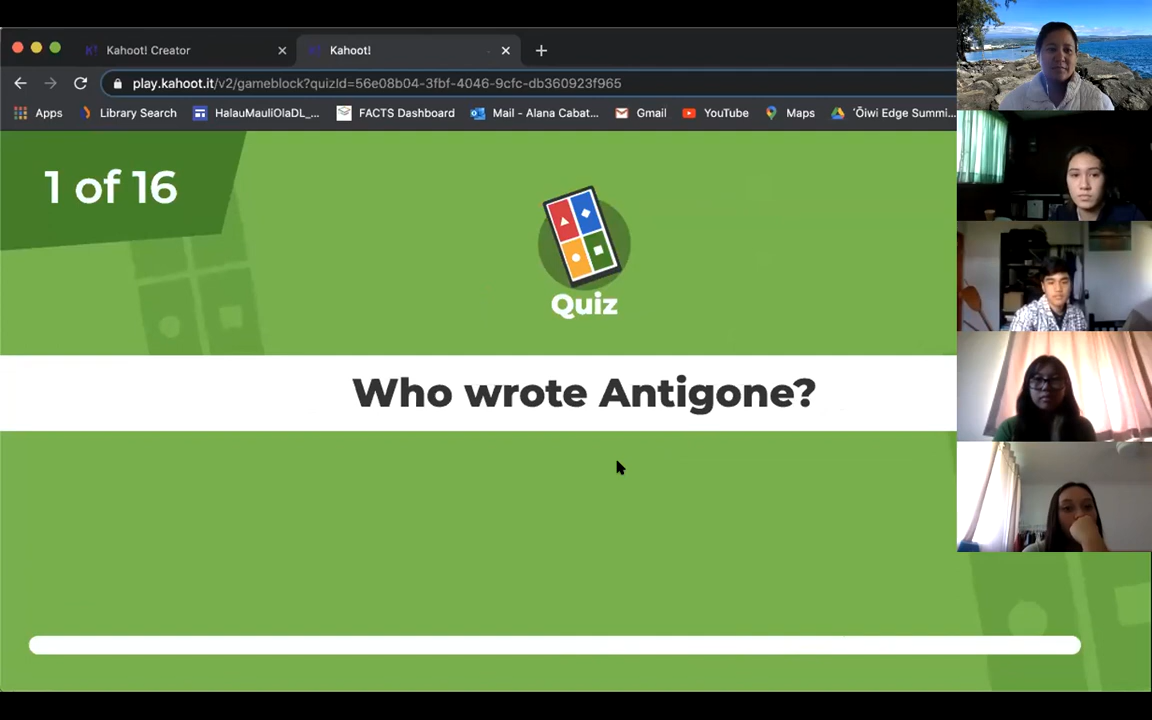 Kahoot! Creator
Kahoot!
play.kahoot.it/v2/gameblock?quizId=56e08b04-3fbf-4046-9cfc-db360923f965
Apps Library Search HalauMauliOlaDL_... FACTS Dashboard Mail - Alana Cabat... Gmail YouTube Maps ʻŌiwi Edge Summi...
1 of 16
Quiz
Who wrote Antigone?